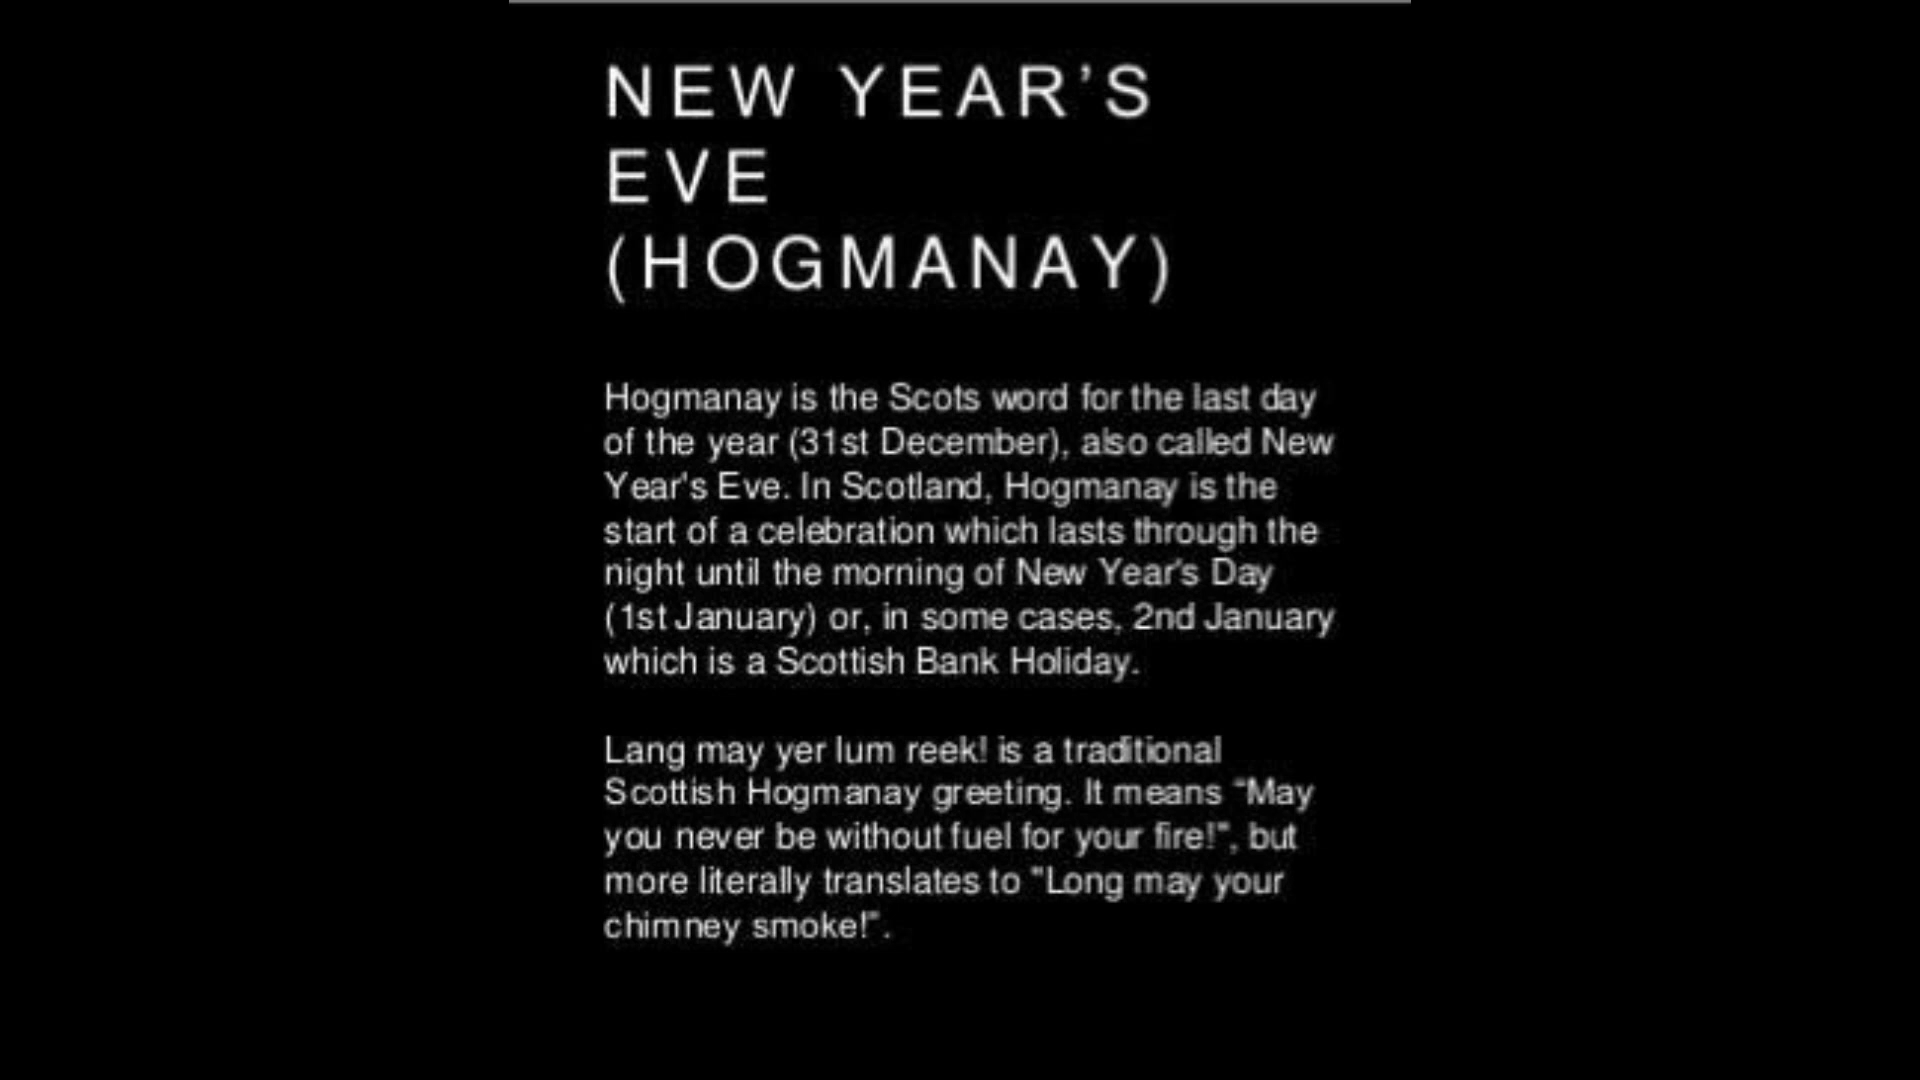 NEW YEAR’S
EVE
(HOGMANAY)
Hogmanay is the Scots word for the last day
of the year (31st December), also called New
Year's Eve. In Scotland, Hogmanay is the
start of a celebration which lasts through the
night until the morning of New Year's Day
(1st January) or, in some cases, 2nd January
which is a Scottish Bank Holiday.
Lang may yer lum reek! is a traditional
Scottish Hogmanay greeting. It means “May
you never be without fuel for your fire!", but
more literally translates to "Long may your
chimney smoke!”.